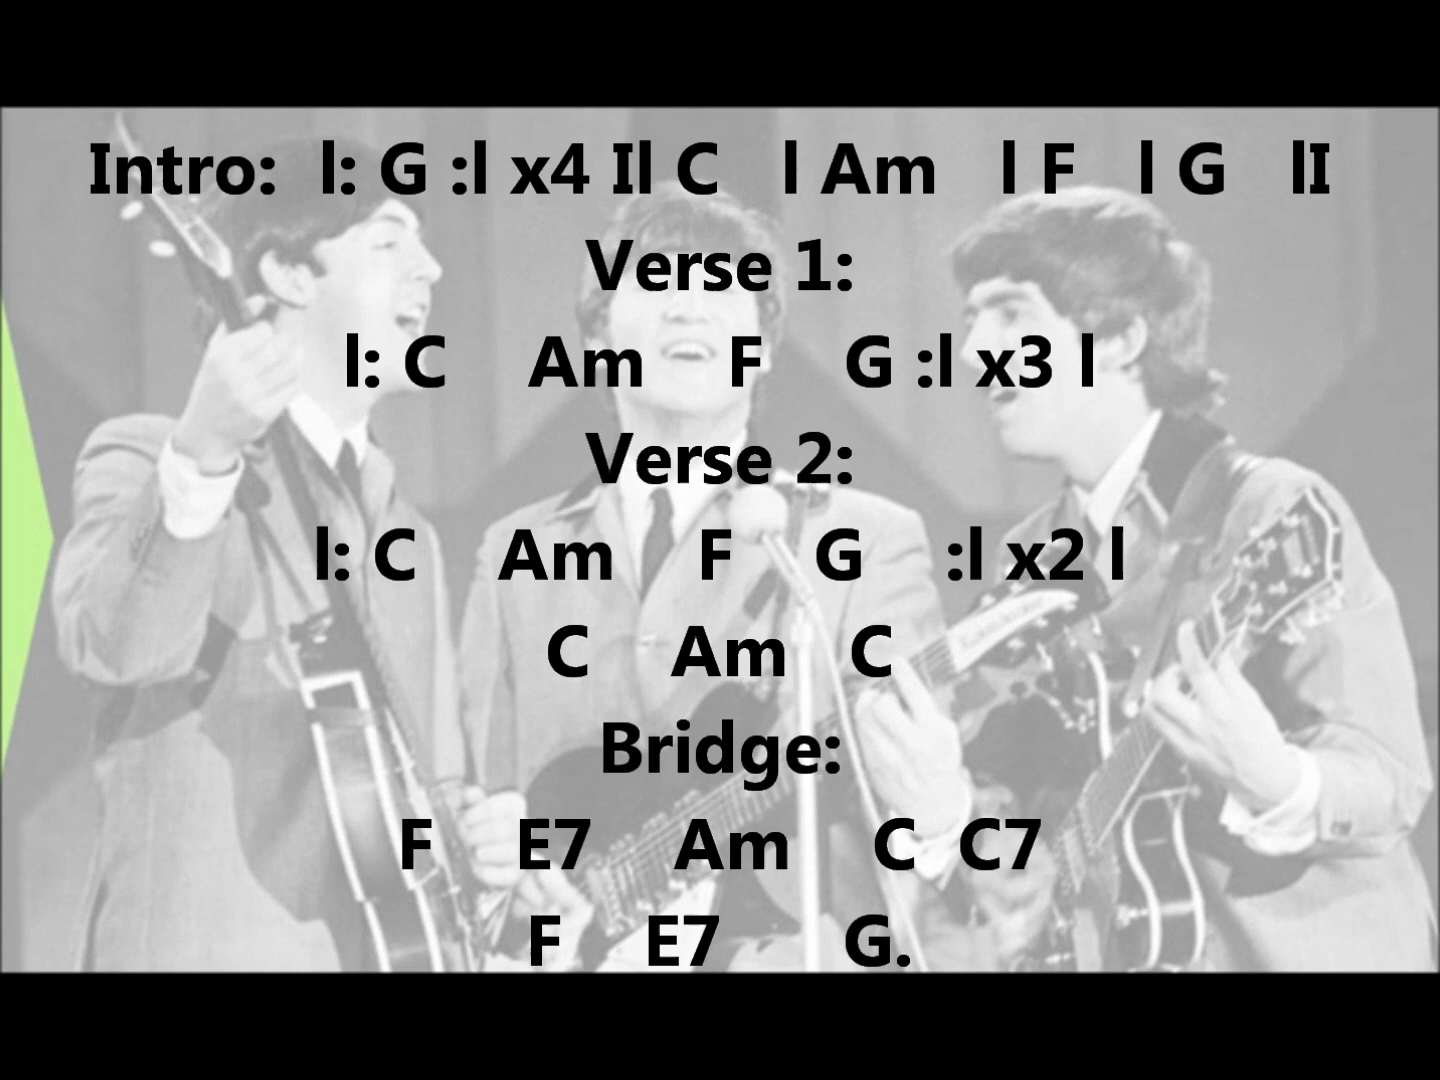 Intro: l: G :l x4 Il C l Am l F l G lI
Verse 1:
l: C Am F G :l x3 l
Verse 2:
l: C Am F G :l x2 l
C Am C
Bridge:
F E7 Am C C7
F E7 G.